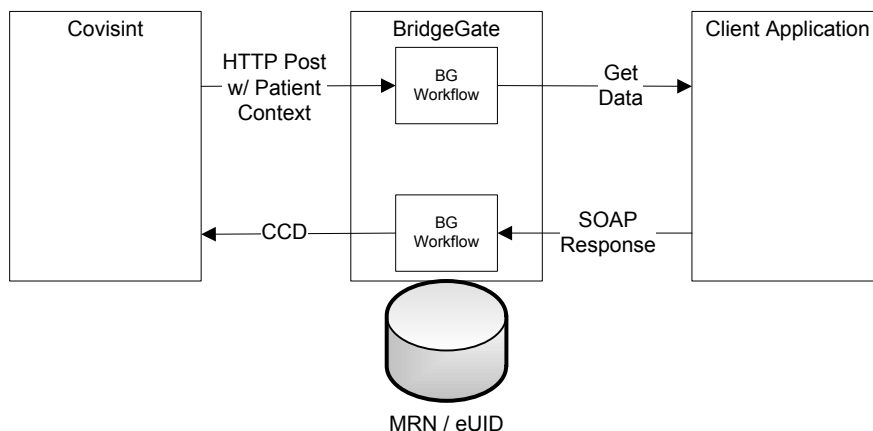 Covisint
BridgeGate
Client Application
HTTP Post
w/ Patient
Context
BG
Workflow
Get
Data
CCD
BG
Workflow
SOAP
Response
MRN / eUID